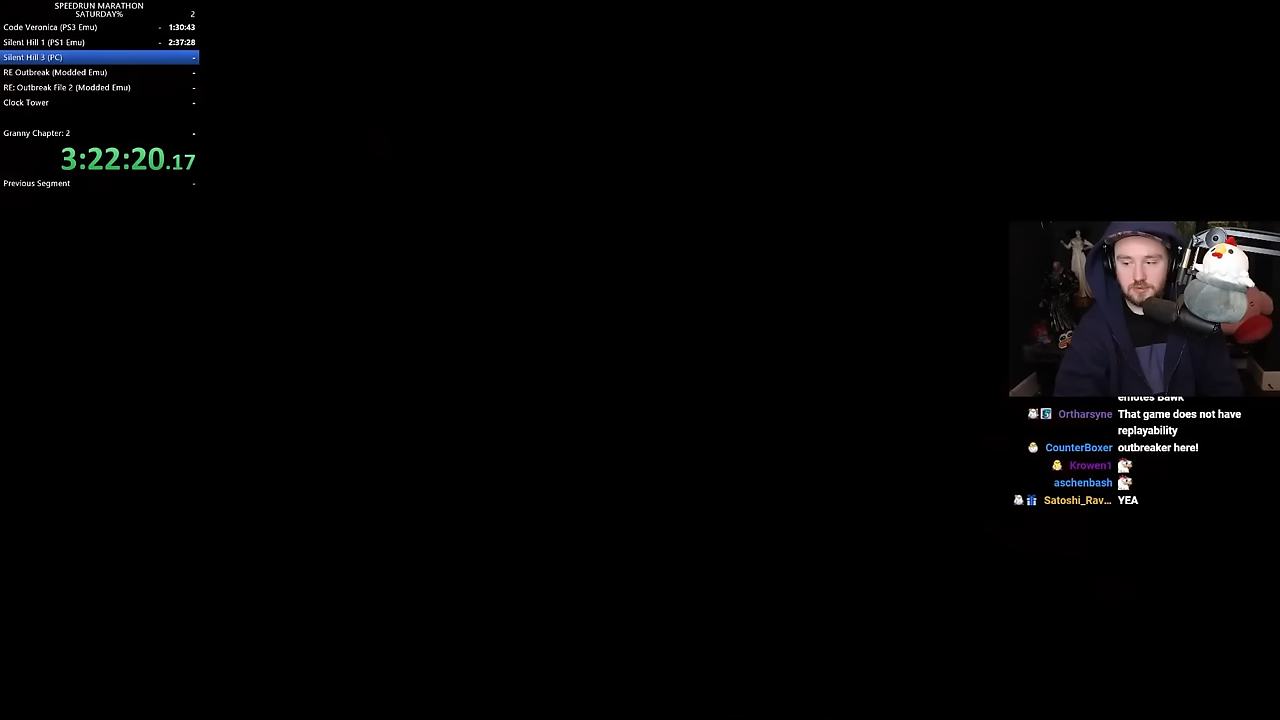 SPEEDRUN MARATHON
SATURDAY% 2
Code Veronica (PS3 Emu) - 1:30:43
Silent Hill 1 (PS1 Emu) - 2:37:28
Silent Hill 3 (PC) -
RE Outbreak (Modded Emu) -
RE: Outbreak File 2 (Modded Emu) -
Clock Tower -
Granny Chapter: 2 -
3:22:20.17
Previous Segment -
emotes Bawk
Ortharsyne That game does not have
replayability
CounterBoxer outbreaker here!
Krowen1
aschenbash
Satoshi_Rav... YEA